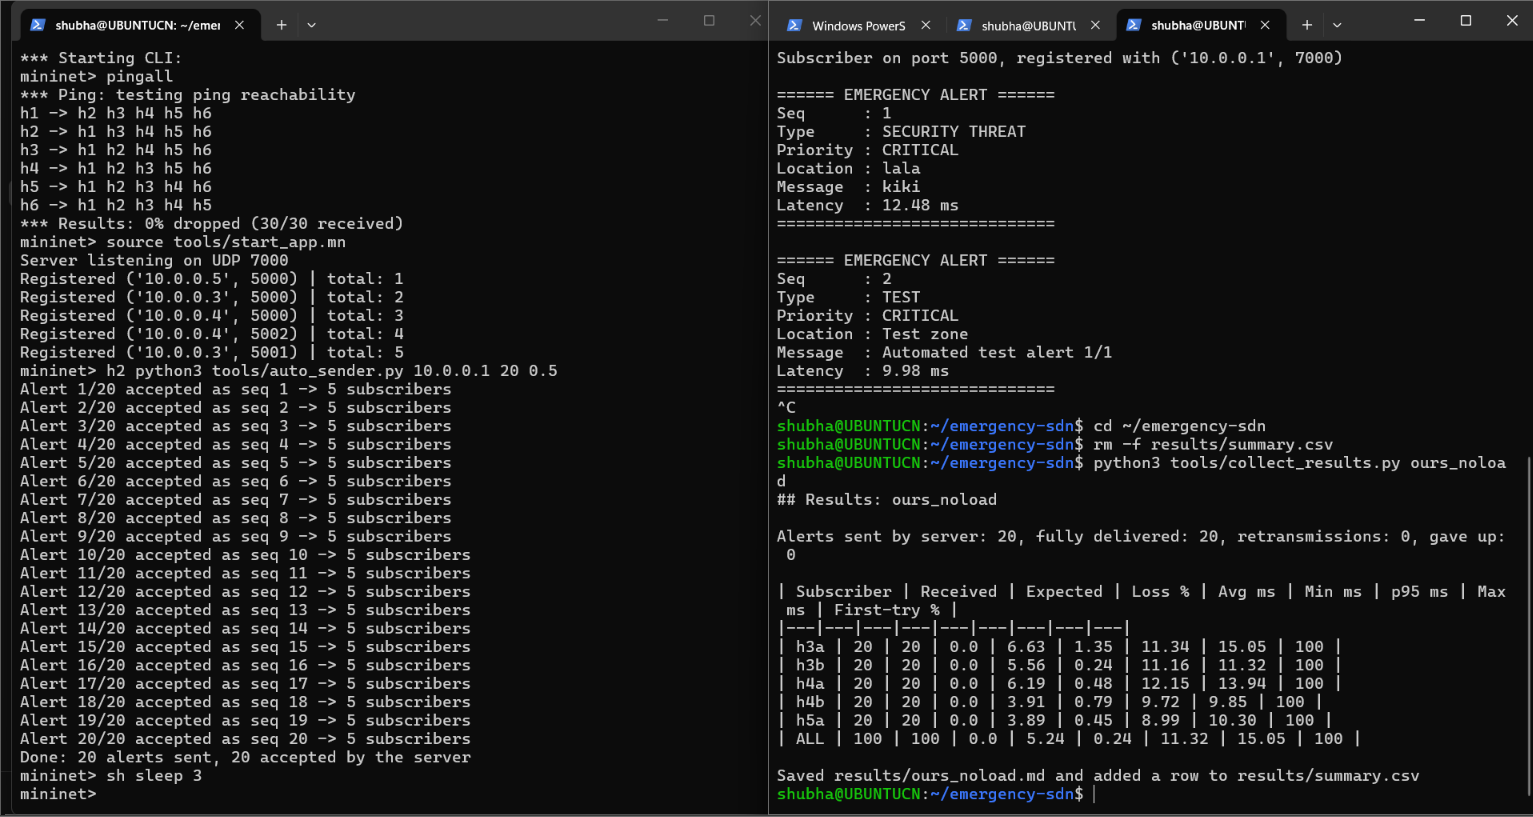 shubha@UBUNTUCN: ~/emer
*** Starting CLI:
mininet> pingall
*** Ping: testing ping reachability
h1 -> h2 h3 h4 h5 h6
h2 -> h1 h3 h4 h5 h6
h3 -> h1 h2 h4 h5 h6
h4 -> h1 h2 h3 h5 h6
h5 -> h1 h2 h3 h4 h6
h6 -> h1 h2 h3 h4 h5
*** Results: 0% dropped (30/30 received)
mininet> source tools/start_app.mn
Server listening on UDP 7000
Registered ('10.0.0.5', 5000) | total: 1
Registered ('10.0.0.3', 5000) | total: 2
Registered ('10.0.0.4', 5000) | total: 3
Registered ('10.0.0.4', 5002) | total: 4
Registered ('10.0.0.3', 5001) | total: 5
mininet> h2 python3 tools/auto_sender.py 10.0.0.1 20 0.5
Alert 1/20 accepted as seq 1 -> 5 subscribers
Alert 2/20 accepted as seq 2 -> 5 subscribers
Alert 3/20 accepted as seq 3 -> 5 subscribers
Alert 4/20 accepted as seq 4 -> 5 subscribers
Alert 5/20 accepted as seq 5 -> 5 subscribers
Alert 6/20 accepted as seq 6 -> 5 subscribers
Alert 7/20 accepted as seq 7 -> 5 subscribers
Alert 8/20 accepted as seq 8 -> 5 subscribers
Alert 9/20 accepted as seq 9 -> 5 subscribers
Alert 10/20 accepted as seq 10 -> 5 subscribers
Alert 11/20 accepted as seq 11 -> 5 subscribers
Alert 12/20 accepted as seq 12 -> 5 subscribers
Alert 13/20 accepted as seq 13 -> 5 subscribers
Alert 14/20 accepted as seq 14 -> 5 subscribers
Alert 15/20 accepted as seq 15 -> 5 subscribers
Alert 16/20 accepted as seq 16 -> 5 subscribers
Alert 17/20 accepted as seq 17 -> 5 subscribers
Alert 18/20 accepted as seq 18 -> 5 subscribers
Alert 19/20 accepted as seq 19 -> 5 subscribers
Alert 20/20 accepted as seq 20 -> 5 subscribers
Done: 20 alerts sent, 20 accepted by the server
mininet> sh sleep 3
mininet>
Windows PowerS
shubha@UBUNTU
shubha@UBUNT
Subscriber on port 5000, registered with ('10.0.0.1', 7000)
====== EMERGENCY ALERT ======
Seq      : 1
Type     : SECURITY THREAT
Priority : CRITICAL
Location : lala
Message  : kiki
Latency  : 12.48 ms
=============================
====== EMERGENCY ALERT ======
Seq      : 2
Type     : TEST
Priority : CRITICAL
Location : Test zone
Message  : Automated test alert 1/1
Latency  : 9.98 ms
=============================
^C
shubha@UBUNTUCN:~/emergency-sdn$ cd ~/emergency-sdn
shubha@UBUNTUCN:~/emergency-sdn$ rm -f results/summary.csv
shubha@UBUNTUCN:~/emergency-sdn$ python3 tools/collect_results.py ours_noloa
d
## Results: ours_noload
Alerts sent by server: 20, fully delivered: 20, retransmissions: 0, gave up:
 0
| Subscriber | Received | Expected | Loss % | Avg ms | Min ms | p95 ms | Max
 ms | First-try % |
|---|---|---|---|---|---|---|---|---|
| h3a | 20 | 20 | 0.0 | 6.63 | 1.35 | 11.34 | 15.05 | 100 |
| h3b | 20 | 20 | 0.0 | 5.56 | 0.24 | 11.16 | 11.32 | 100 |
| h4a | 20 | 20 | 0.0 | 6.19 | 0.48 | 12.15 | 13.94 | 100 |
| h4b | 20 | 20 | 0.0 | 3.91 | 0.79 | 9.72 | 9.85 | 100 |
| h5a | 20 | 20 | 0.0 | 3.89 | 0.45 | 8.99 | 10.30 | 100 |
| ALL | 100 | 100 | 0.0 | 5.24 | 0.24 | 11.32 | 15.05 | 100 |
Saved results/ours_noload.md and added a row to results/summary.csv
shubha@UBUNTUCN:~/emergency-sdn$